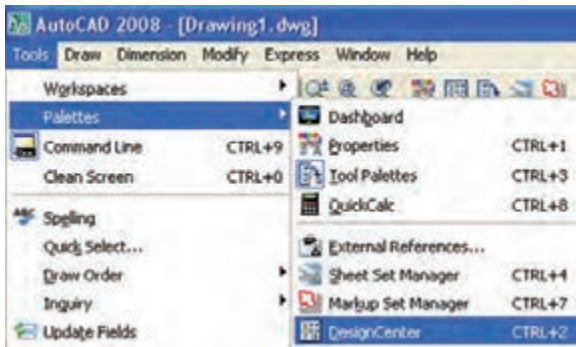 AutoCAD 2008 - [Drawing1.dwg]
Tools Draw Dimension Modify Express Window Help
Workspaces
Palettes
Command Line CTRL+9
Clean Screen CTRL+0
Spelling
Quick Select...
Draw Order
Inquiry
Update Fields
Dashboard
Properties CTRL+1
Tool Palettes CTRL+3
QuickCalc CTRL+8
External References...
Sheet Set Manager CTRL+4
Markup Set Manager CTRL+7
DesignCenter CTRL+2